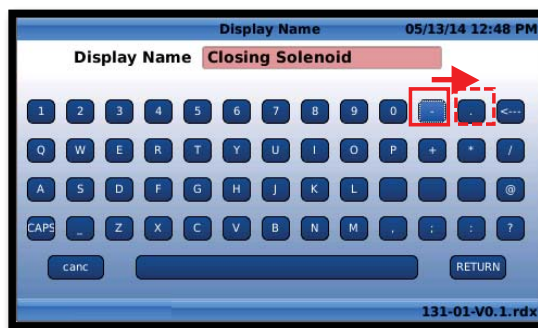 Display Name 05/13/14 12:48 PM
Display Name Closing Solenoid
1 2 3 4 5 6 7 8 9 0 - . <---
Q W E R T Y U I O P + * /
A S D F G H J K L @
CAPS _ Z X C V B N M , ; : ?
canc RETURN
131-01-V0.1.rdx